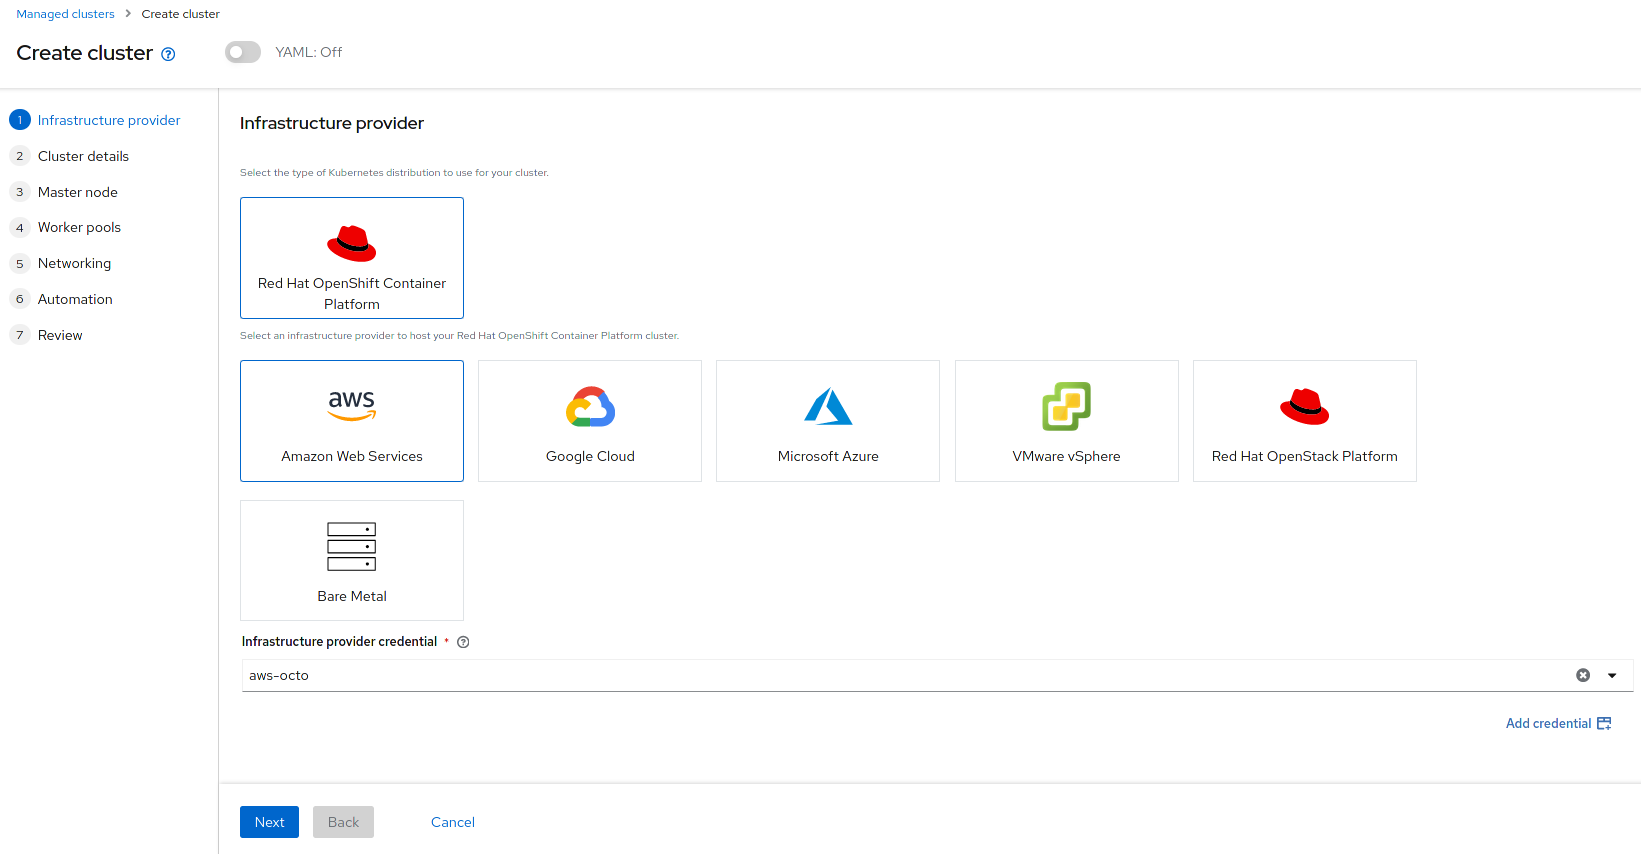 Managed clusters > Create cluster
Create cluster
YAML: Off
1 Infrastructure provider
2 Cluster details
3 Master node
4 Worker pools
5 Networking
6 Automation
7 Review
Infrastructure provider
Select the type of Kubernetes distribution to use for your cluster.
Red Hat OpenShift Container
Platform
Select an infrastructure provider to host your Red Hat OpenShift Container Platform cluster.
aws
Amazon Web Services
Google Cloud
Microsoft Azure
VMware vSphere
Red Hat OpenStack Platform
Bare Metal
Infrastructure provider credential *
aws-octo
Add credential
Next
Back
Cancel